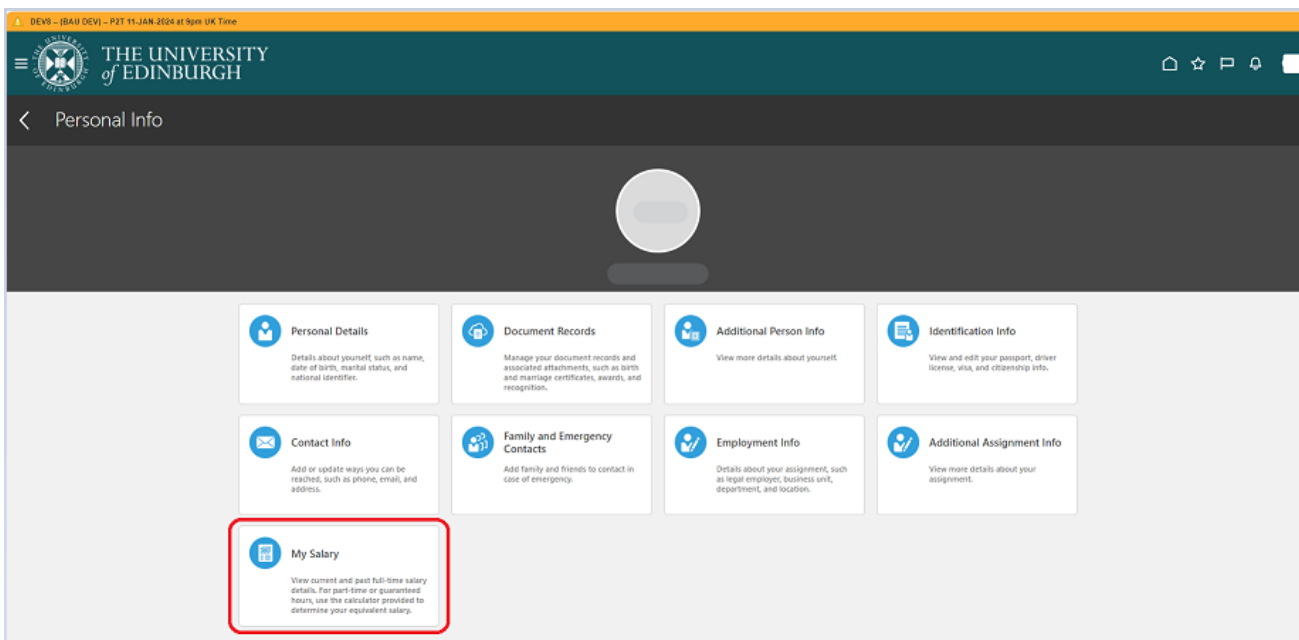 DEV8 – (BAU DEV) – P2T 11-JAN-2024 at 9pm UK Time
THE UNIVERSITY
of EDINBURGH
Personal Info
Personal Details
Details about yourself, such as name,
date of birth, marital status, and
national identifier.
Document Records
Manage your document records and
associated attachments, such as birth
and marriage certificates, awards, and
recognition.
Additional Person Info
View more details about yourself.
Identification Info
View and edit your passport, driver
license, visa, and citizenship info.
Contact Info
Add or update ways you can be
reached, such as phone, email, and
address.
Family and Emergency
Contacts
Add family and friends to contact in
case of emergency.
Employment Info
Details about your assignment, such
as legal employer, business unit,
department, and location.
Additional Assignment Info
View more details about your
assignment.
My Salary
View current and past full-time salary
details. For part-time or guaranteed
hours, use the calculator provided to
determine your equivalent salary.